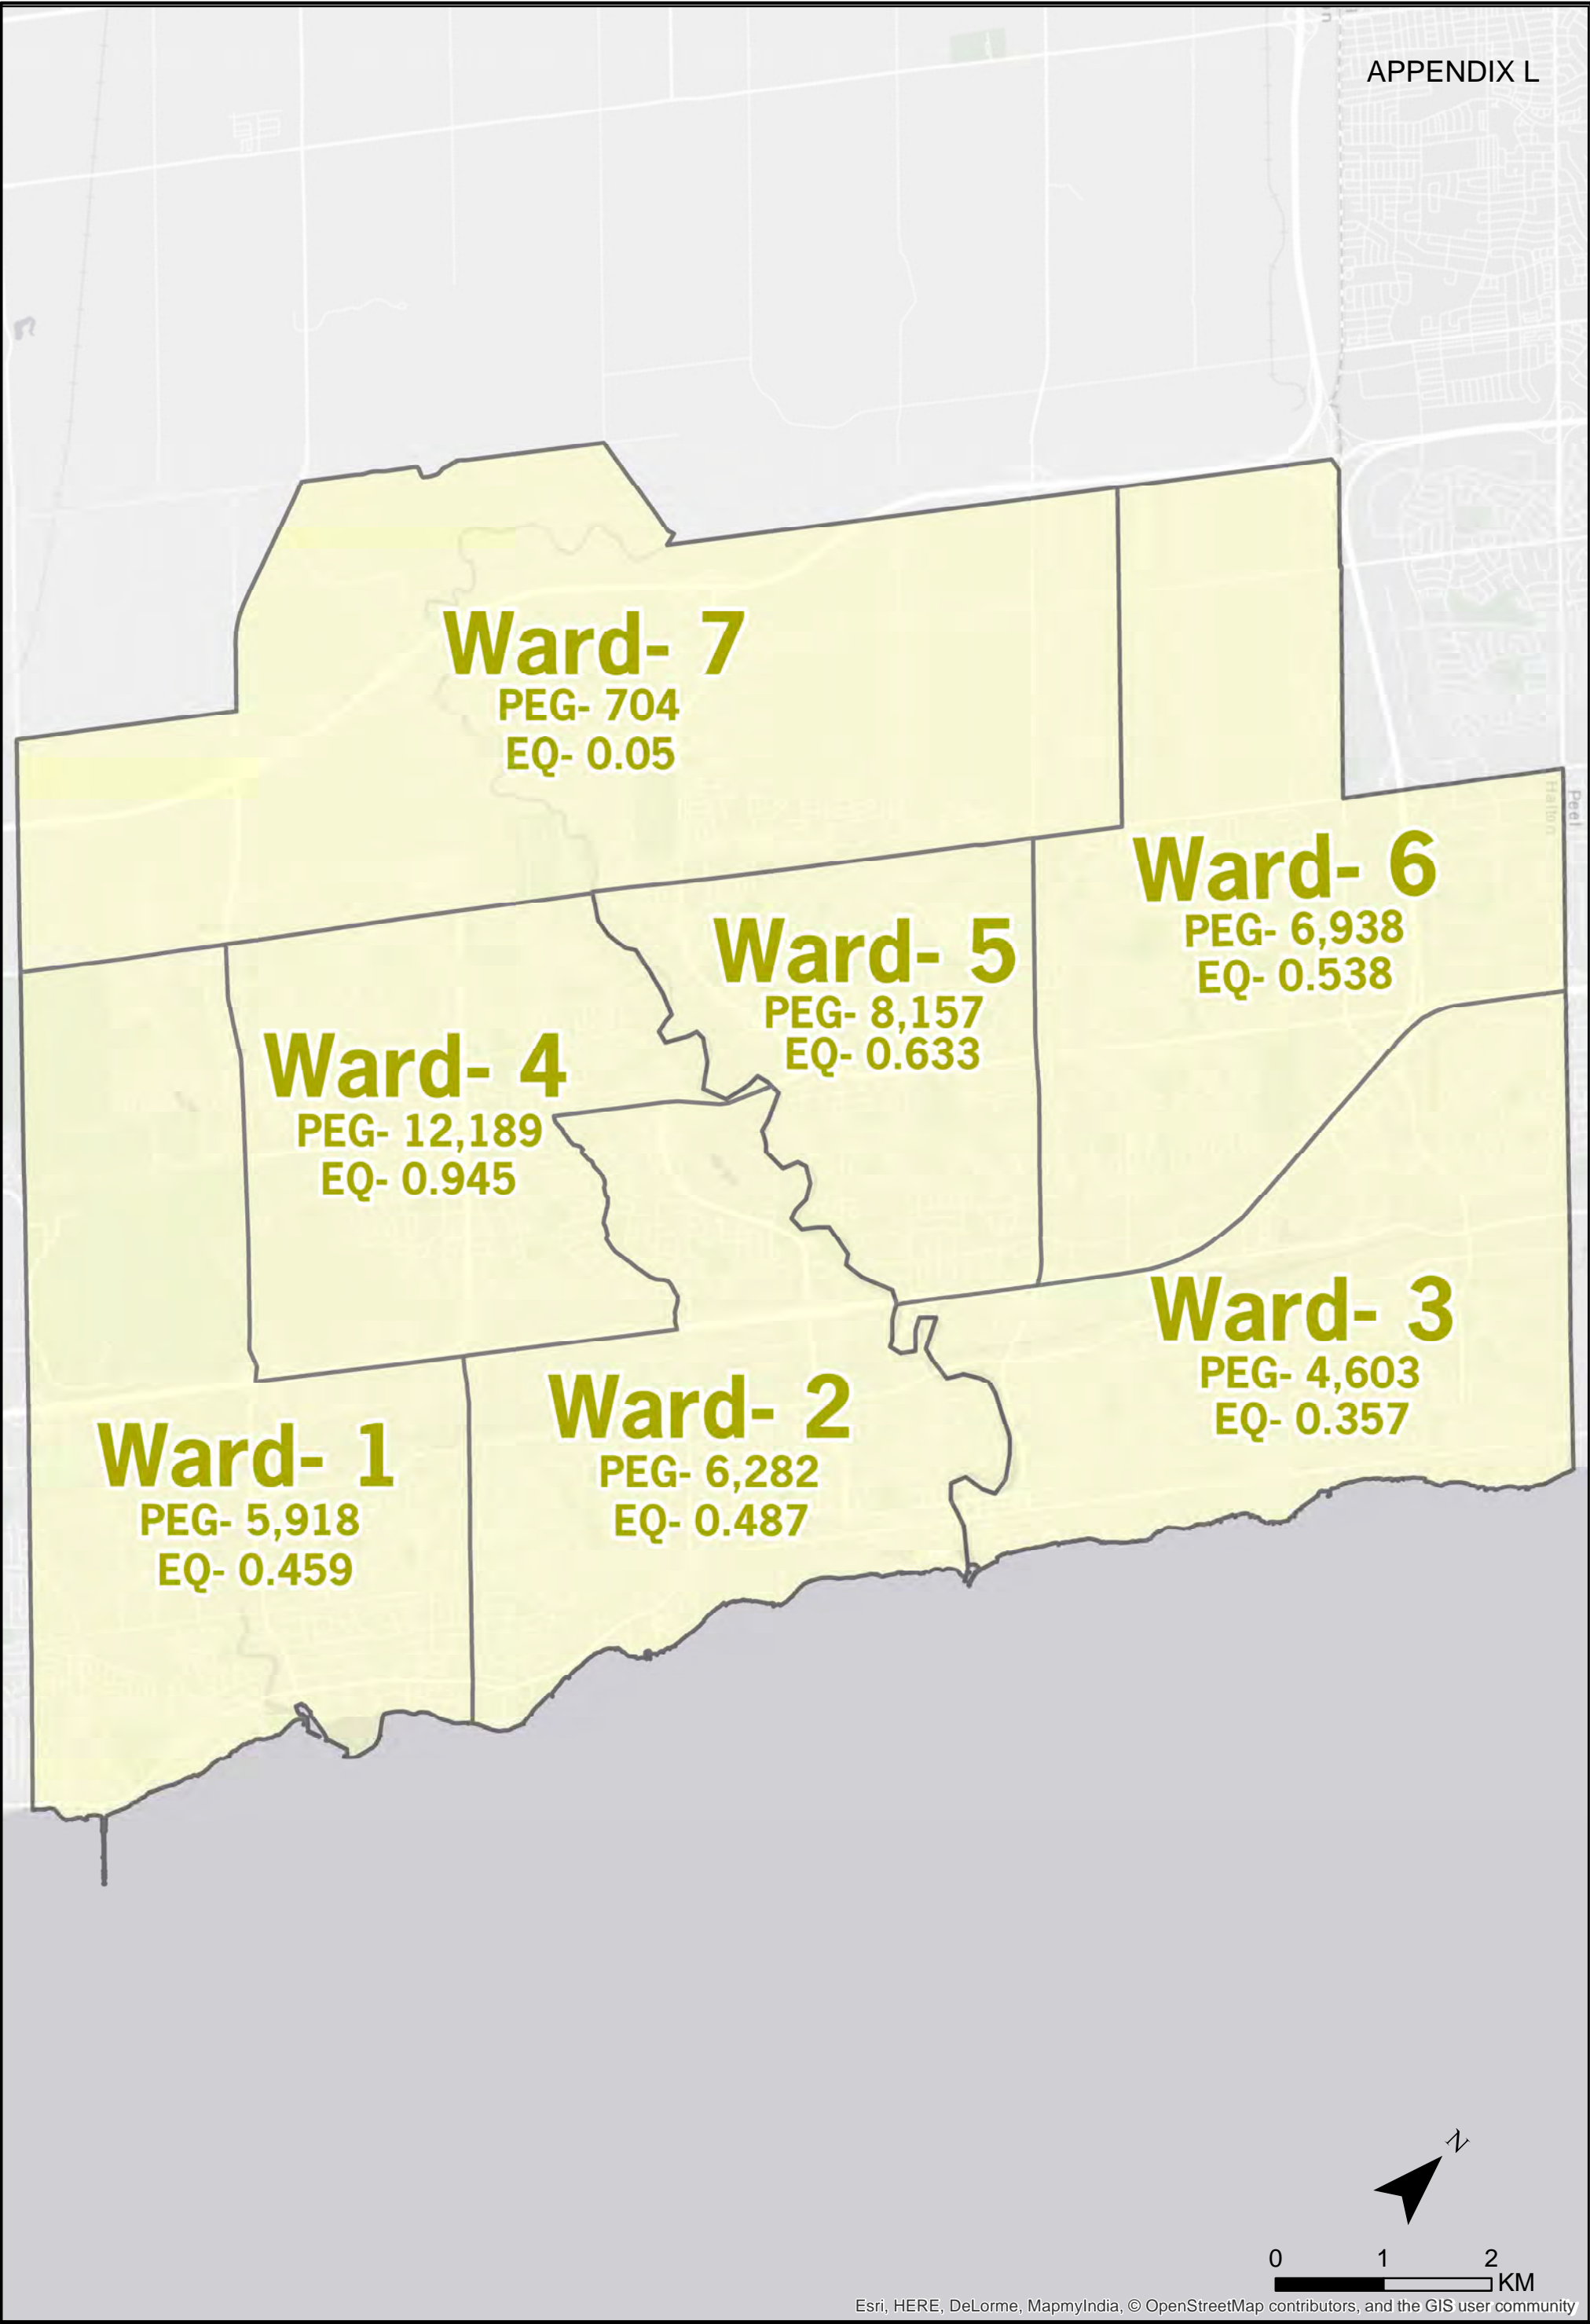 APPENDIX L
Ward- 7
PEG- 704
EQ- 0.05
Halton
Peel
Ward- 6
PEG- 6,938
EQ- 0.538
Ward- 5
PEG- 8,157
EQ- 0.633
Ward- 4
PEG- 12,189
EQ- 0.945
Ward- 3
PEG- 4,603
EQ- 0.357
Ward- 2
PEG- 6,282
EQ- 0.487
Ward- 1
PEG- 5,918
EQ- 0.459
N
0 1 2
KM
Esri, HERE, DeLorme, MapmyIndia, © OpenStreetMap contributors, and the GIS user community